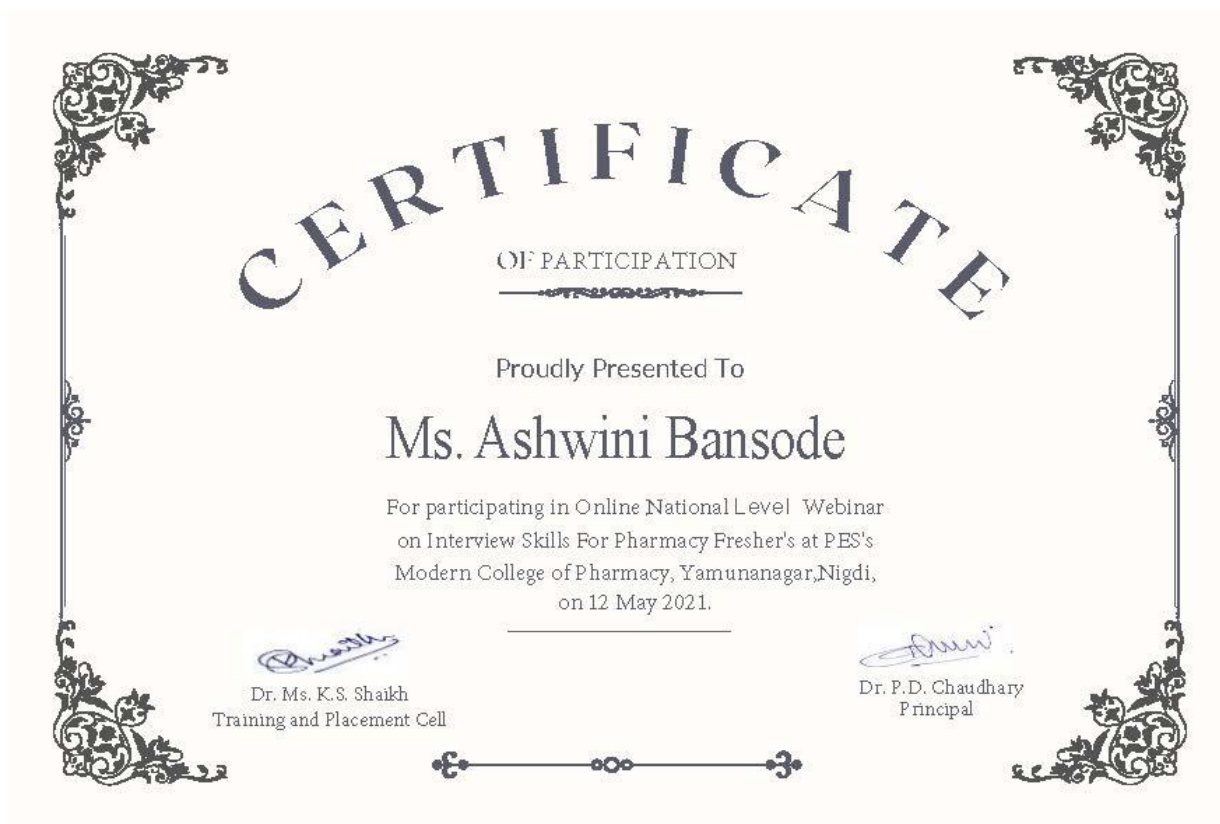 CERTIFICATE
OF PARTICIPATION
Proudly Presented To
Ms. Ashwini Bansode
For participating in Online National Level Webinar
on Interview Skills For Pharmacy Fresher's at PES's
Modern College of Pharmacy, Yamunanagar,Nigdi,
on 12 May 2021.
Dr. Ms. K.S. Shaikh
Training and Placement Cell
Dr. P.D. Chaudhary
Principal